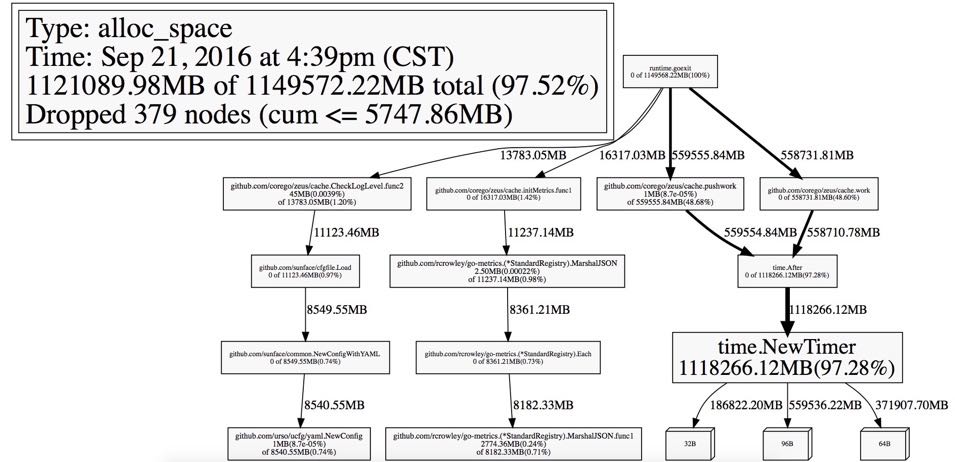 Type: alloc_space
Time: Sep 21, 2016 at 4:39pm (CST)
1121089.98MB of 1149572.22MB total (97.52%)
Dropped 379 nodes (cum <= 5747.86MB)
runtime.goexit
0 of 1149568.22MB(100%)
13783.05MB
16317.03MB
559555.84MB
558731.81MB
github.com/corego/zeus/cache.CheckLogLevel.func2
45MB(0.0039%)
of 13783.05MB(1.20%)
github.com/corego/zeus/cache.initMetrics.func1
0 of 16317.03MB(1.42%)
github.com/corego/zeus/cache.pushwork
1MB(8.7e-05%)
of 559555.84MB(48.68%)
github.com/corego/zeus/cache.work
0 of 558731.81MB(48.60%)
11123.46MB
11237.14MB
559554.84MB
558710.78MB
github.com/sunface/cfgfile.Load
0 of 11123.46MB(0.97%)
github.com/rcrowley/go-metrics.(*StandardRegistry).MarshalJSON
2.50MB(0.00022%)
of 11237.14MB(0.98%)
time.After
0 of 1118266.12MB(97.28%)
8549.55MB
8361.21MB
1118266.12MB
github.com/sunface/common.NewConfigWithYAML
0 of 8549.55MB(0.74%)
github.com/rcrowley/go-metrics.(*StandardRegistry).Each
0 of 8361.21MB(0.73%)
time.NewTimer
1118266.12MB(97.28%)
8540.55MB
8182.33MB
186822.20MB
559536.22MB
371907.70MB
github.com/urso/ucfg/yaml.NewConfig
1MB(8.7e-05%)
of 8540.55MB(0.74%)
github.com/rcrowley/go-metrics.(*StandardRegistry).MarshalJSON.func1
2774.36MB(0.24%)
of 8182.33MB(0.71%)
32B
96B
64B